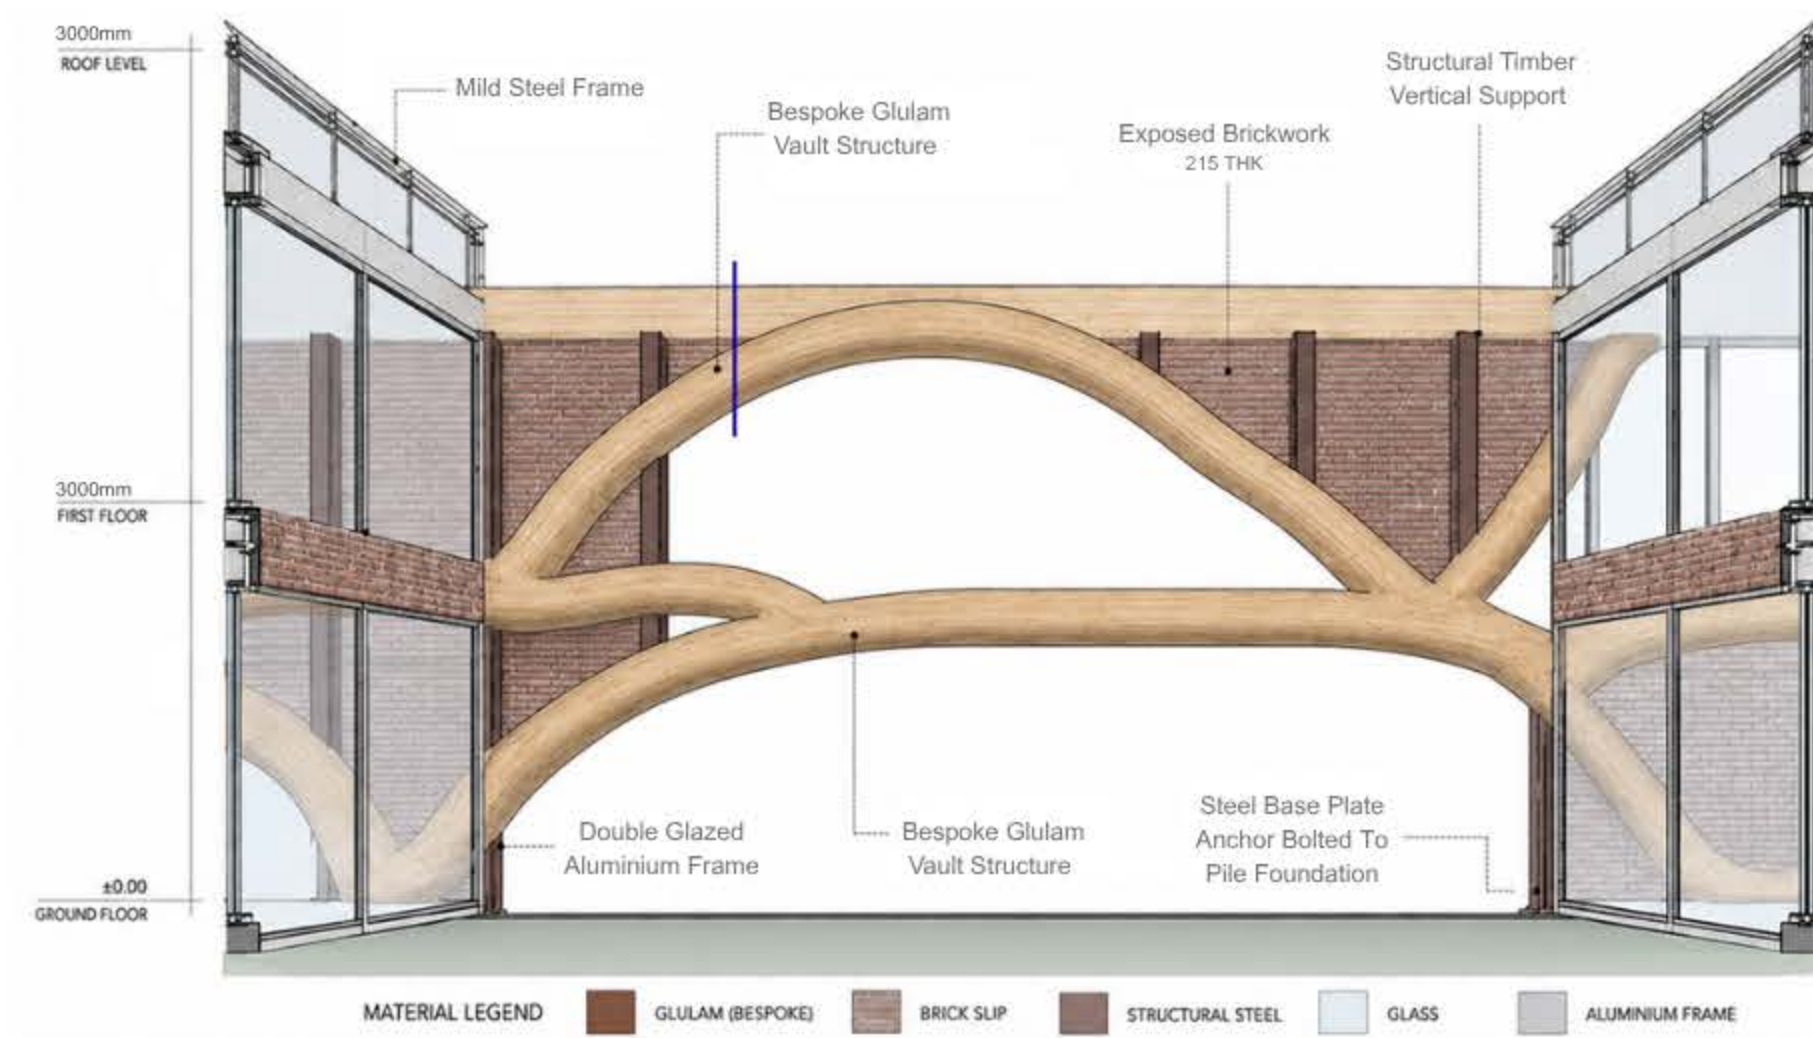 3000mm
ROOF LEVEL
Mild Steel Frame
Bespoke Glulam
Vault Structure
Exposed Brickwork
215 THK
Structural Timber
Vertical Support
3000mm
FIRST FLOOR
±0.00
GROUND FLOOR
Double Glazed
Aluminium Frame
Bespoke Glulam
Vault Structure
Steel Base Plate
Anchor Bolted To
Pile Foundation
MATERIAL LEGEND
GLULAM (BESPOKE)
BRICK SLIP
STRUCTURAL STEEL
GLASS
ALUMINIUM FRAME